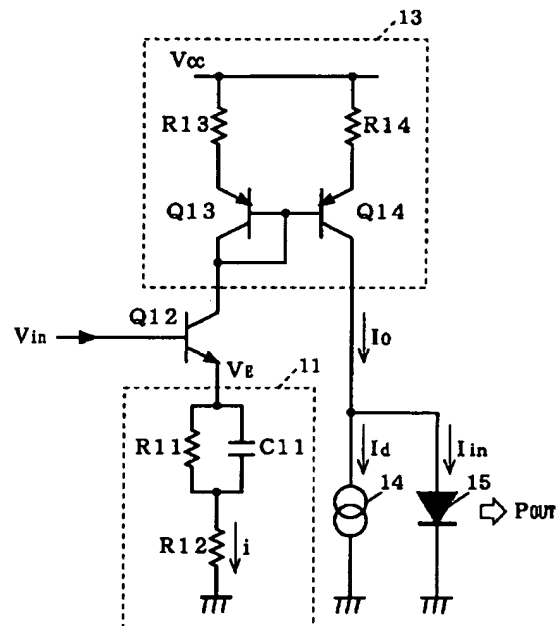 13
Vcc
R13
R14
Q13
Q14
Q12
Vin
VE
11
IO
R11
C11
Id
Iin
14
15
POUT
R12
i